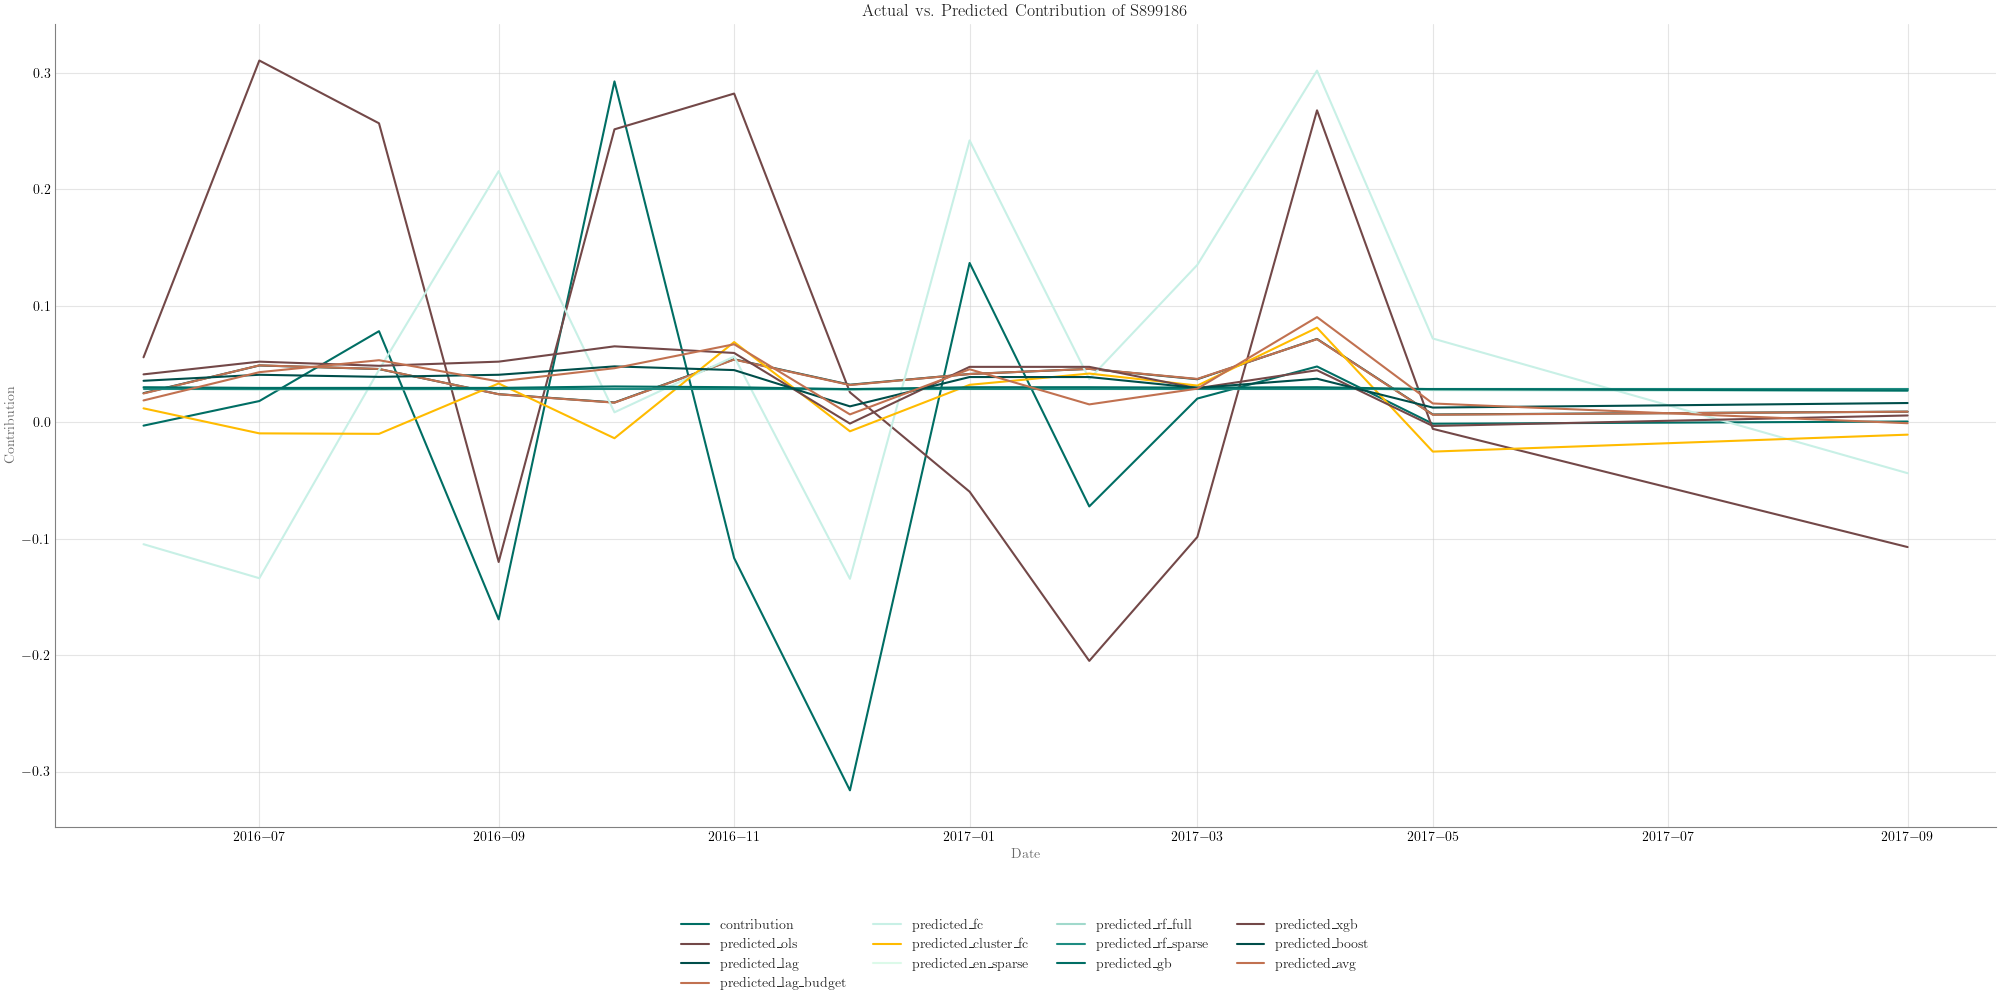 Actual vs. Predicted Contribution of S899186
Contribution
0.3
0.2
0.1
0.0
−0.1
−0.2
−0.3
2016−07 2016−09 2016−11 2017−01 2017−03 2017−05 2017−07 2017−09
Date
contribution predicted_fc predicted_rf_full predicted_xgb
predicted_ols predicted_cluster_fc predicted_rf_sparse predicted_boost
predicted_lag predicted_en_sparse predicted_gb predicted_avg
predicted_lag_budget